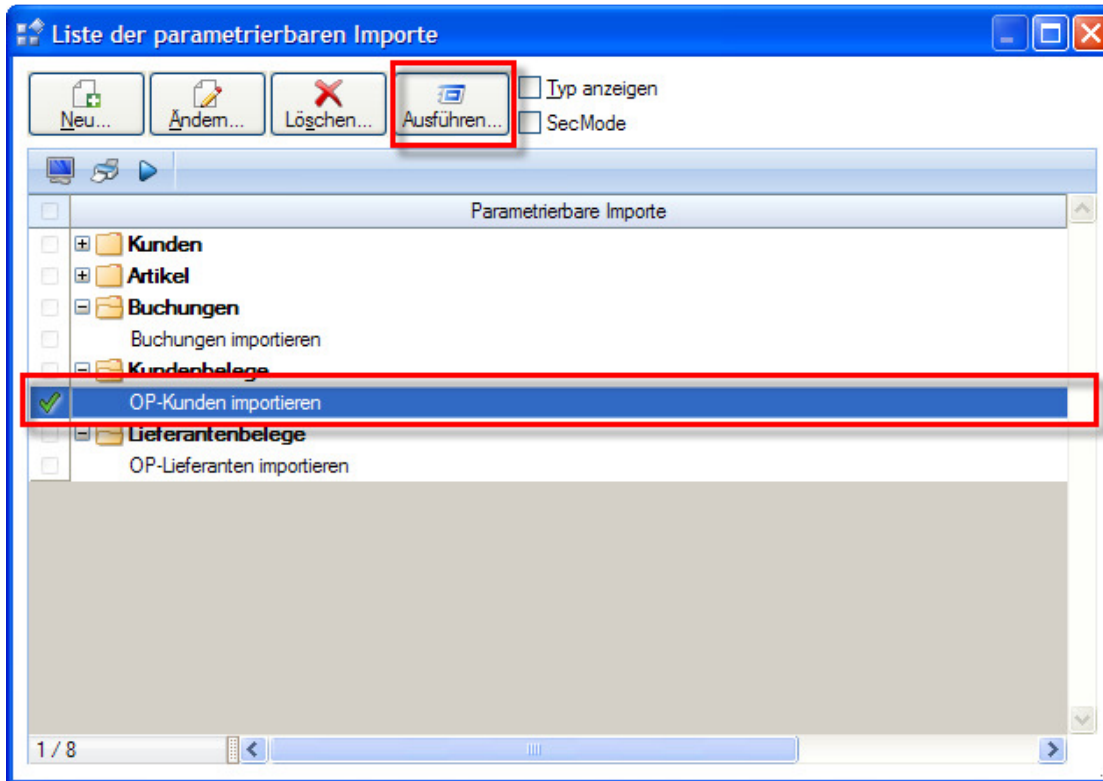 Liste der parametrierbaren Importe
Neu... Ändern... Löschen... Ausführen... Typ anzeigen
SecMode
Parametrierbare Importe
Kunden
Artikel
Buchungen
Buchungen importieren
Kundenbelege
OP-Kunden importieren
Lieferantenbelege
OP-Lieferanten importieren
1 / 8